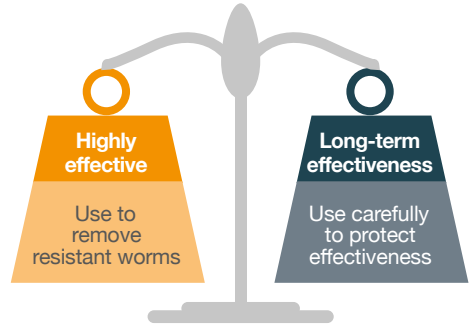 Highly
effective
Use to
remove
resistant worms
Long-term
effectiveness
Use carefully
to protect
effectiveness